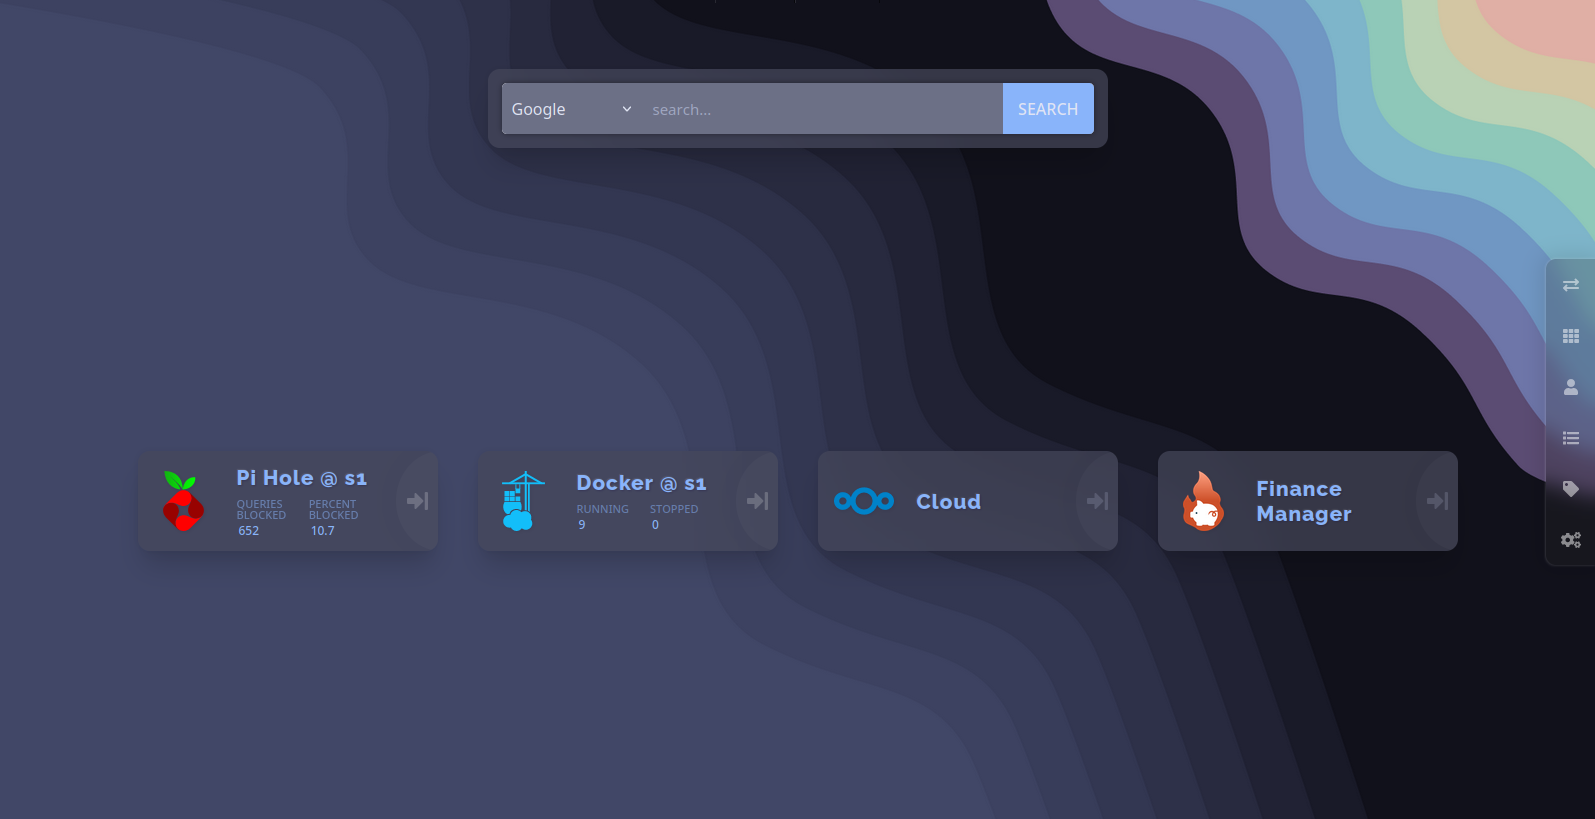 Google
search...
SEARCH
Pi Hole @ s1
QUERIES BLOCKED
652
PERCENT BLOCKED
10.7
Docker @ s1
RUNNING
9
STOPPED
0
Cloud
Finance
Manager